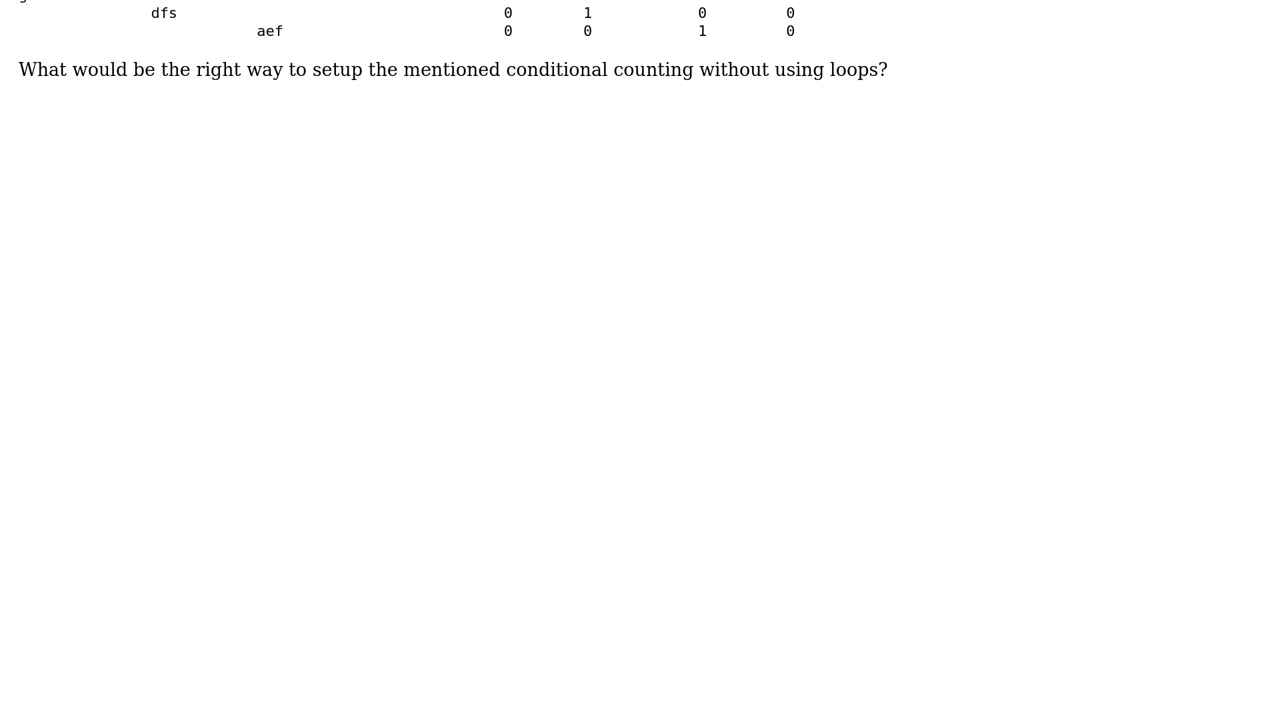 dfs 0 1 0 0
aef 0 0 1 0
What would be the right way to setup the mentioned conditional counting without using loops?